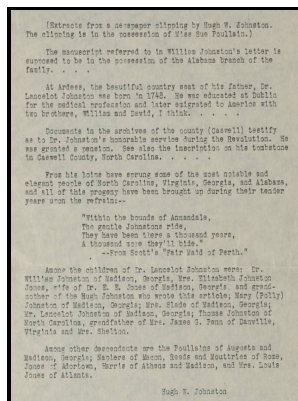 (Extracts from a newspaper clipping by Hugh W. Johnston.
The clipping is in the possession of Miss Sue Poullain.)
The manuscript referred to in William Johnston's letter is
supposed to be in the possession of the Alabama branch of the
family. . . . .
At Ardess, the beautiful country seat of his father, Dr.
Lancelot Johnston was born in 1748. He was educated at Dublin
for the medical profession and later emigrated to America with
two brothers, William and David, I think. . . . .
Documents in the archives of the county (Caswell) testify
as to Dr. Johnston's honorable service during the Revolution. He
was granted a pension. See also the inscription on his tombstone
in Caswell County, North Carolina. . . . .
From his loins have sprung some of the most notable and
elegant people of North Carolina, Virginia, Georgia, and Alabama,
and all of his progeny have been brought up during their tender
years upon the refrain:--
"Within the bounds of Annandale,
The gentle Johnstons ride,
They have been there a thousand years,
A thousand more they'll bide."
--From Scott's "Fair Maid of Perth."
Among the children of Dr. Lancelot Johnston were: Dr.
William Johnston of Madison, Georgia, Mrs. Elizabeth Johnston
Jones, wife of Dr. E. E. Jones of Madison, Georgia, and grand-
mother of the Hugh Johnston who wrote this article; Mary (Polly)
Johnston of Madison, Georgia; Mrs. Slade of Madison, Georgia;
Mr. Lancelot Johnston of Madison, Georgia; Thomas Johnston of
North Carolina, grandfather of Mrs. James G. Penn of Danville,
Virginia and Mrs. Shelton.
Among other descendants are the Poullains of Augusta and
Madison, Georgia; Napiers of Macon, Reads and Mouttries of Rome,
Jones of Nortown, Harris of Athens and Madison, and Mrs. Louis
Jones of Atlanta.
Hugh W. Johnston